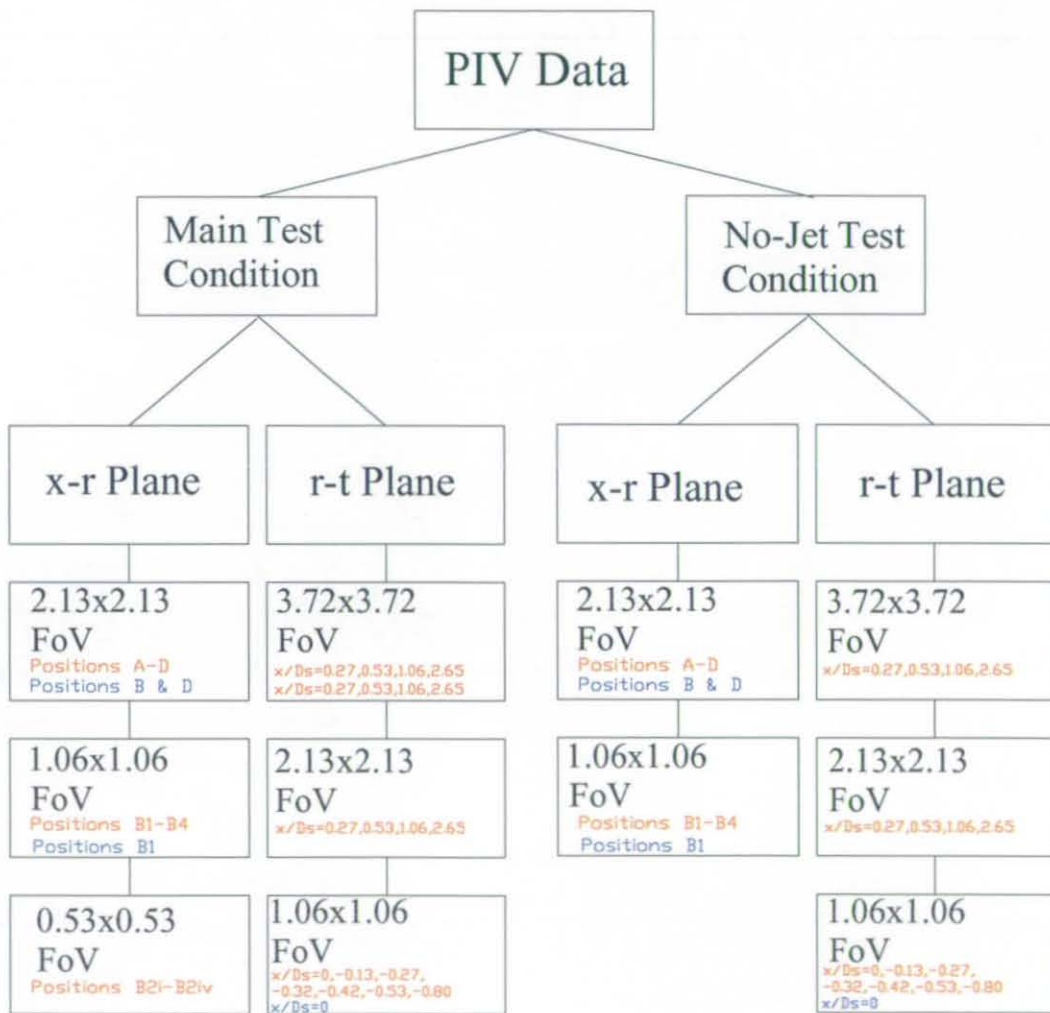 PIV Data
Main Test
Condition
No-Jet Test
Condition
x-r Plane
r-t Plane
x-r Plane
r-t Plane
2.13x2.13
FoV
Positions A-D
Positions B & D
3.72x3.72
FoV
x/Ds=0.27,0.53,1.06,2.65
x/Ds=0.27,0.53,1.06,2.65
2.13x2.13
FoV
Positions A-D
Positions B & D
3.72x3.72
FoV
x/Ds=0.27,0.53,1.06,2.65
1.06x1.06
FoV
Positions B1-B4
Positions B1
2.13x2.13
FoV
x/Ds=0.27,0.53,1.06,2.65
1.06x1.06
FoV
Positions B1-B4
Positions B1
2.13x2.13
FoV
x/Ds=0.27,0.53,1.06,2.65
0.53x0.53
FoV
Positions B2i-B2iv
1.06x1.06
FoV
x/Ds=0,-0.13,-0.27,
-0.32,-0.42,-0.53,-0.80
x/Ds=0
1.06x1.06
FoV
x/Ds=0,-0.13,-0.27,
-0.32,-0.42,-0.53,-0.80
x/Ds=0